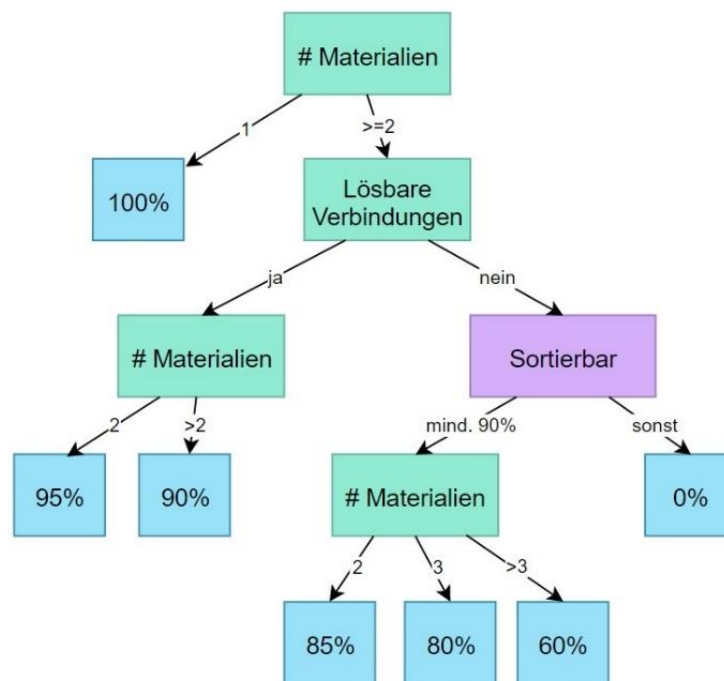 # Materialien
1
>=2
100%
Lösbare
Verbindungen
ja
nein
# Materialien
Sortierbar
2
>2
mind. 90%
sonst
95%
90%
# Materialien
0%
2
3
>3
85%
80%
60%